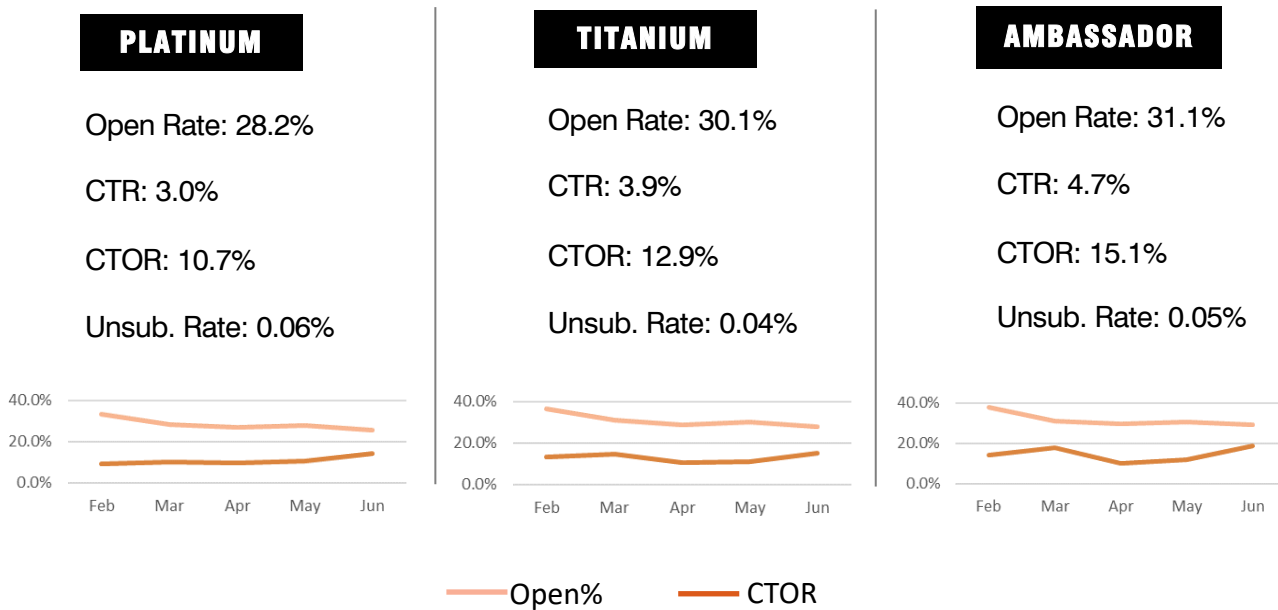 PLATINUM
Open Rate: 28.2%
CTR: 3.0%
CTOR: 10.7%
Unsub. Rate: 0.06%
40.0%
20.0%
0.0%
Feb Mar Apr May Jun
TITANIUM
Open Rate: 30.1%
CTR: 3.9%
CTOR: 12.9%
Unsub. Rate: 0.04%
40.0%
20.0%
0.0%
Feb Mar Apr May Jun
AMBASSADOR
Open Rate: 31.1%
CTR: 4.7%
CTOR: 15.1%
Unsub. Rate: 0.05%
40.0%
20.0%
0.0%
Feb Mar Apr May Jun
Open% CTOR